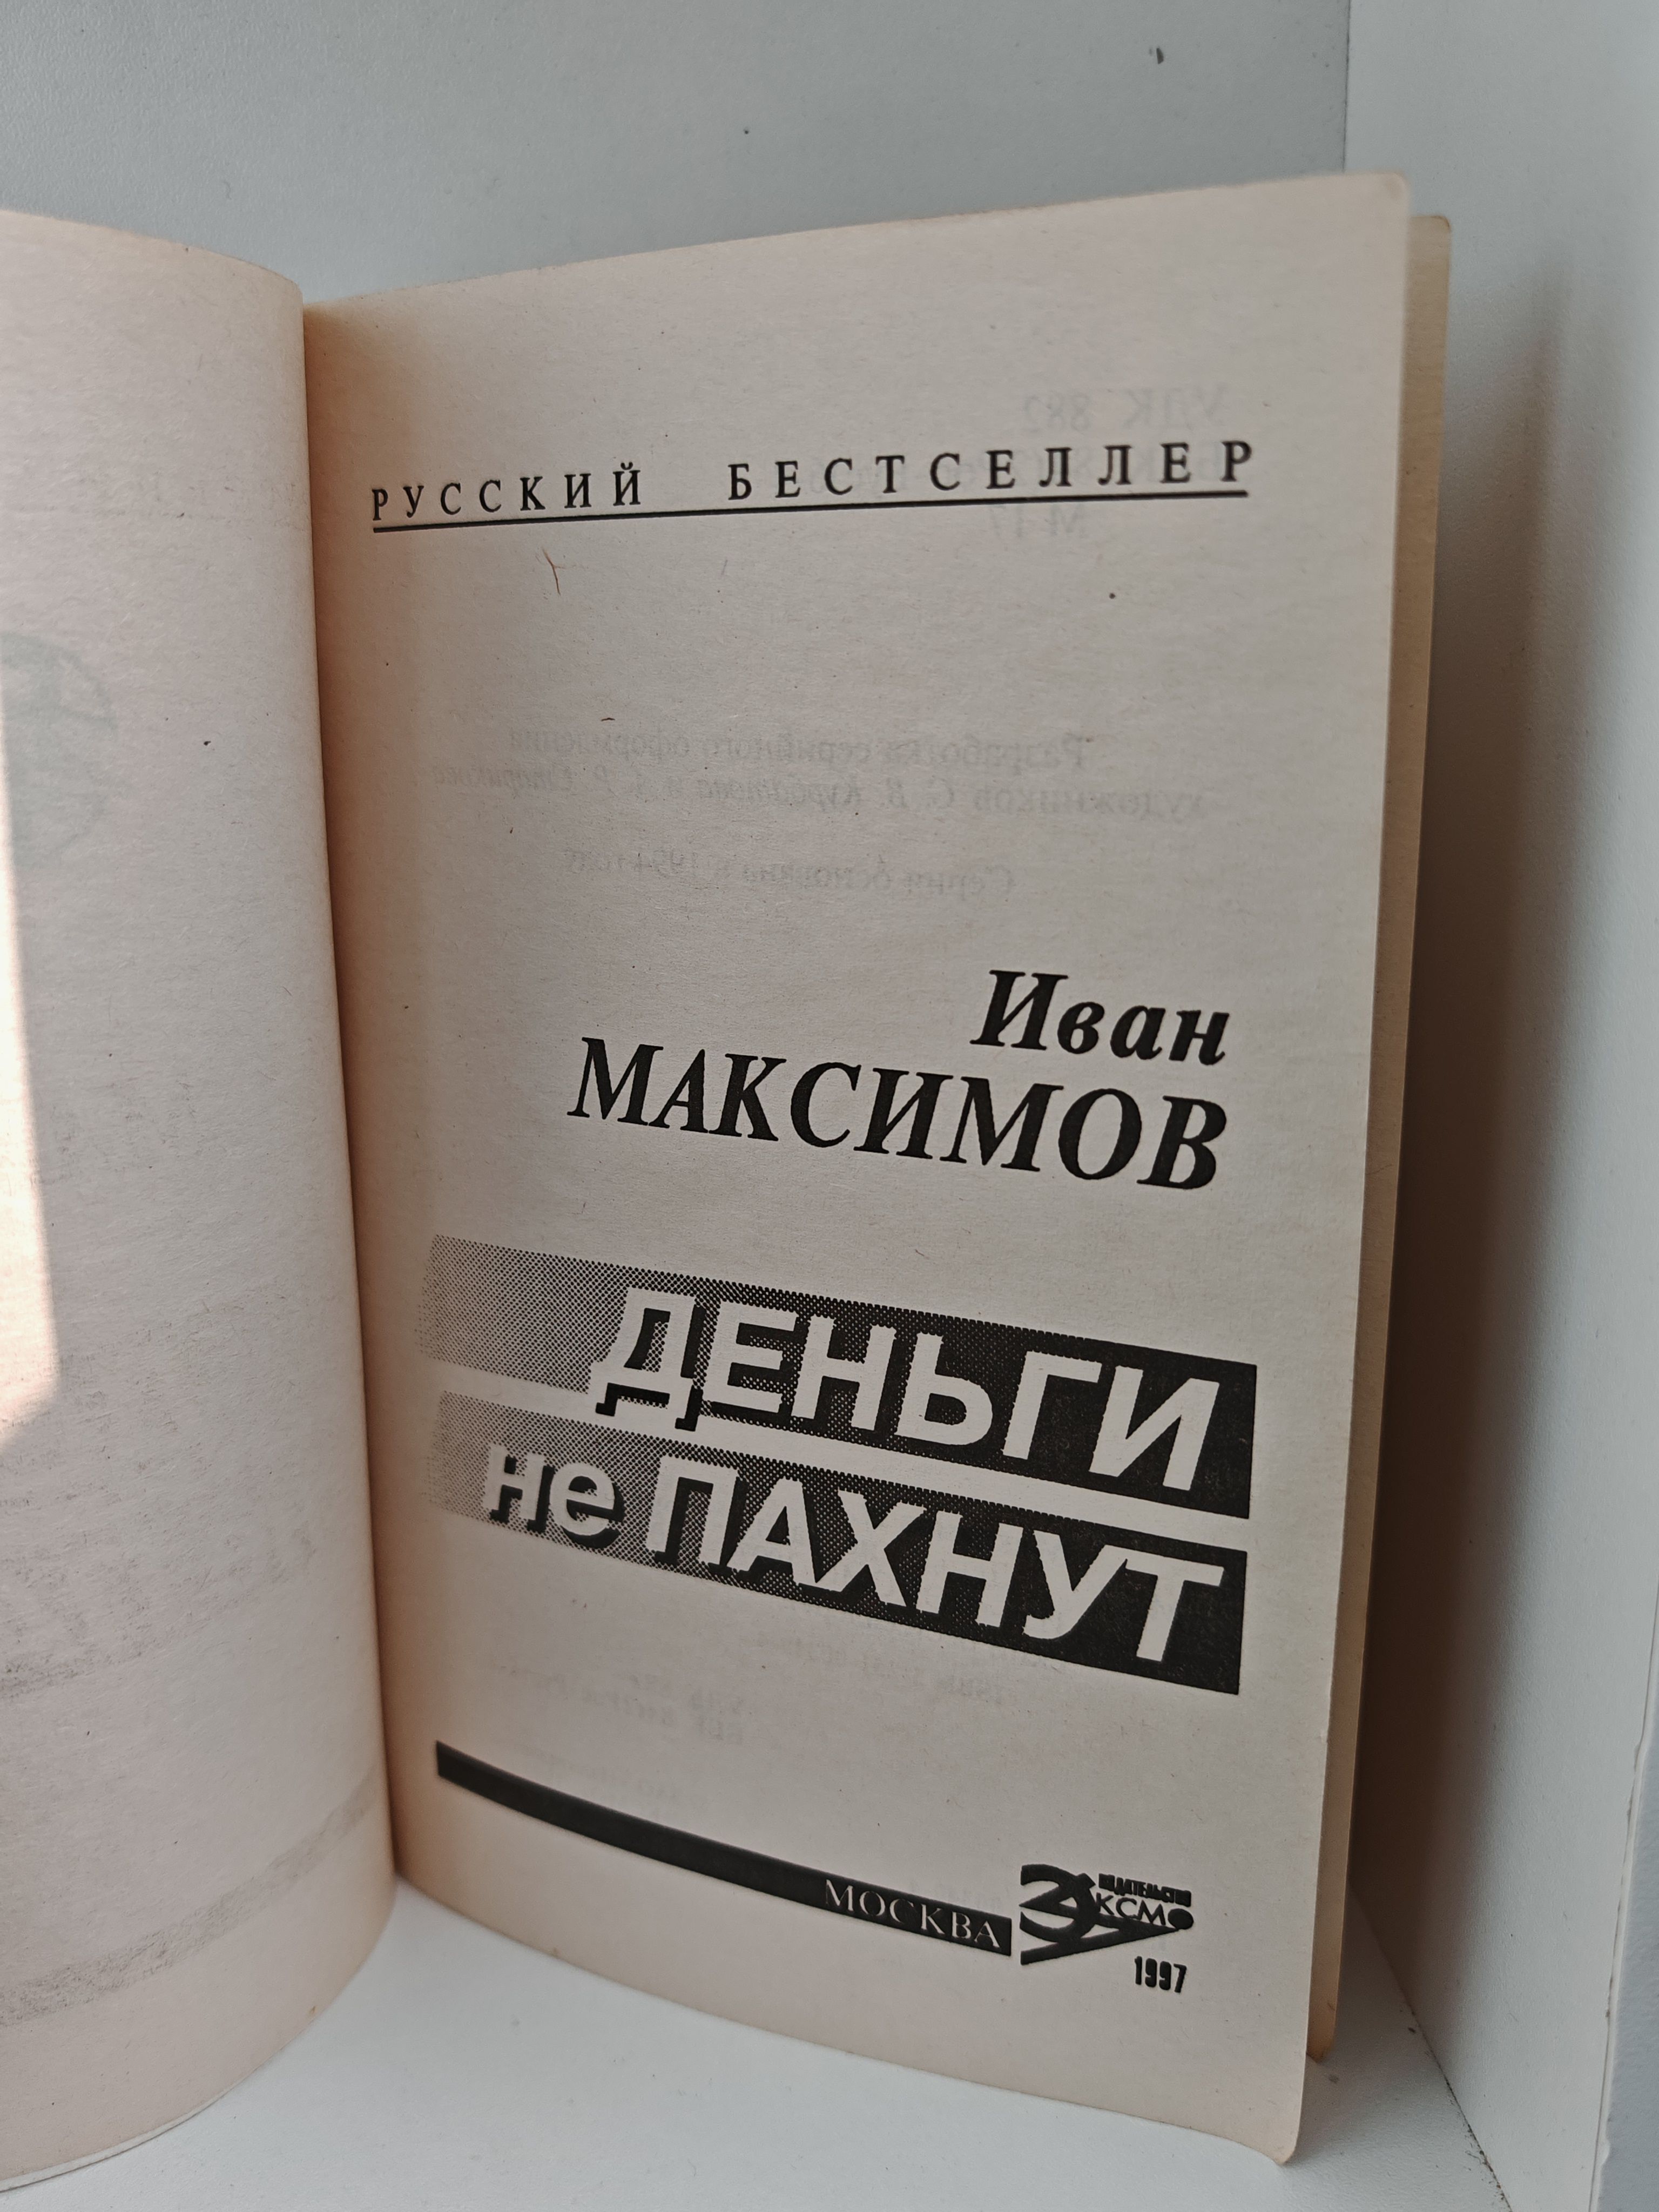 РУССКИЙ БЕСТСЕЛЛЕР
Иван
МАКСИМОВ
ДЕНЬГИ
не ПАХНУТ
МОСКВА
ИЗДАТЕЛЬСТВО
ЭКСМО
1997